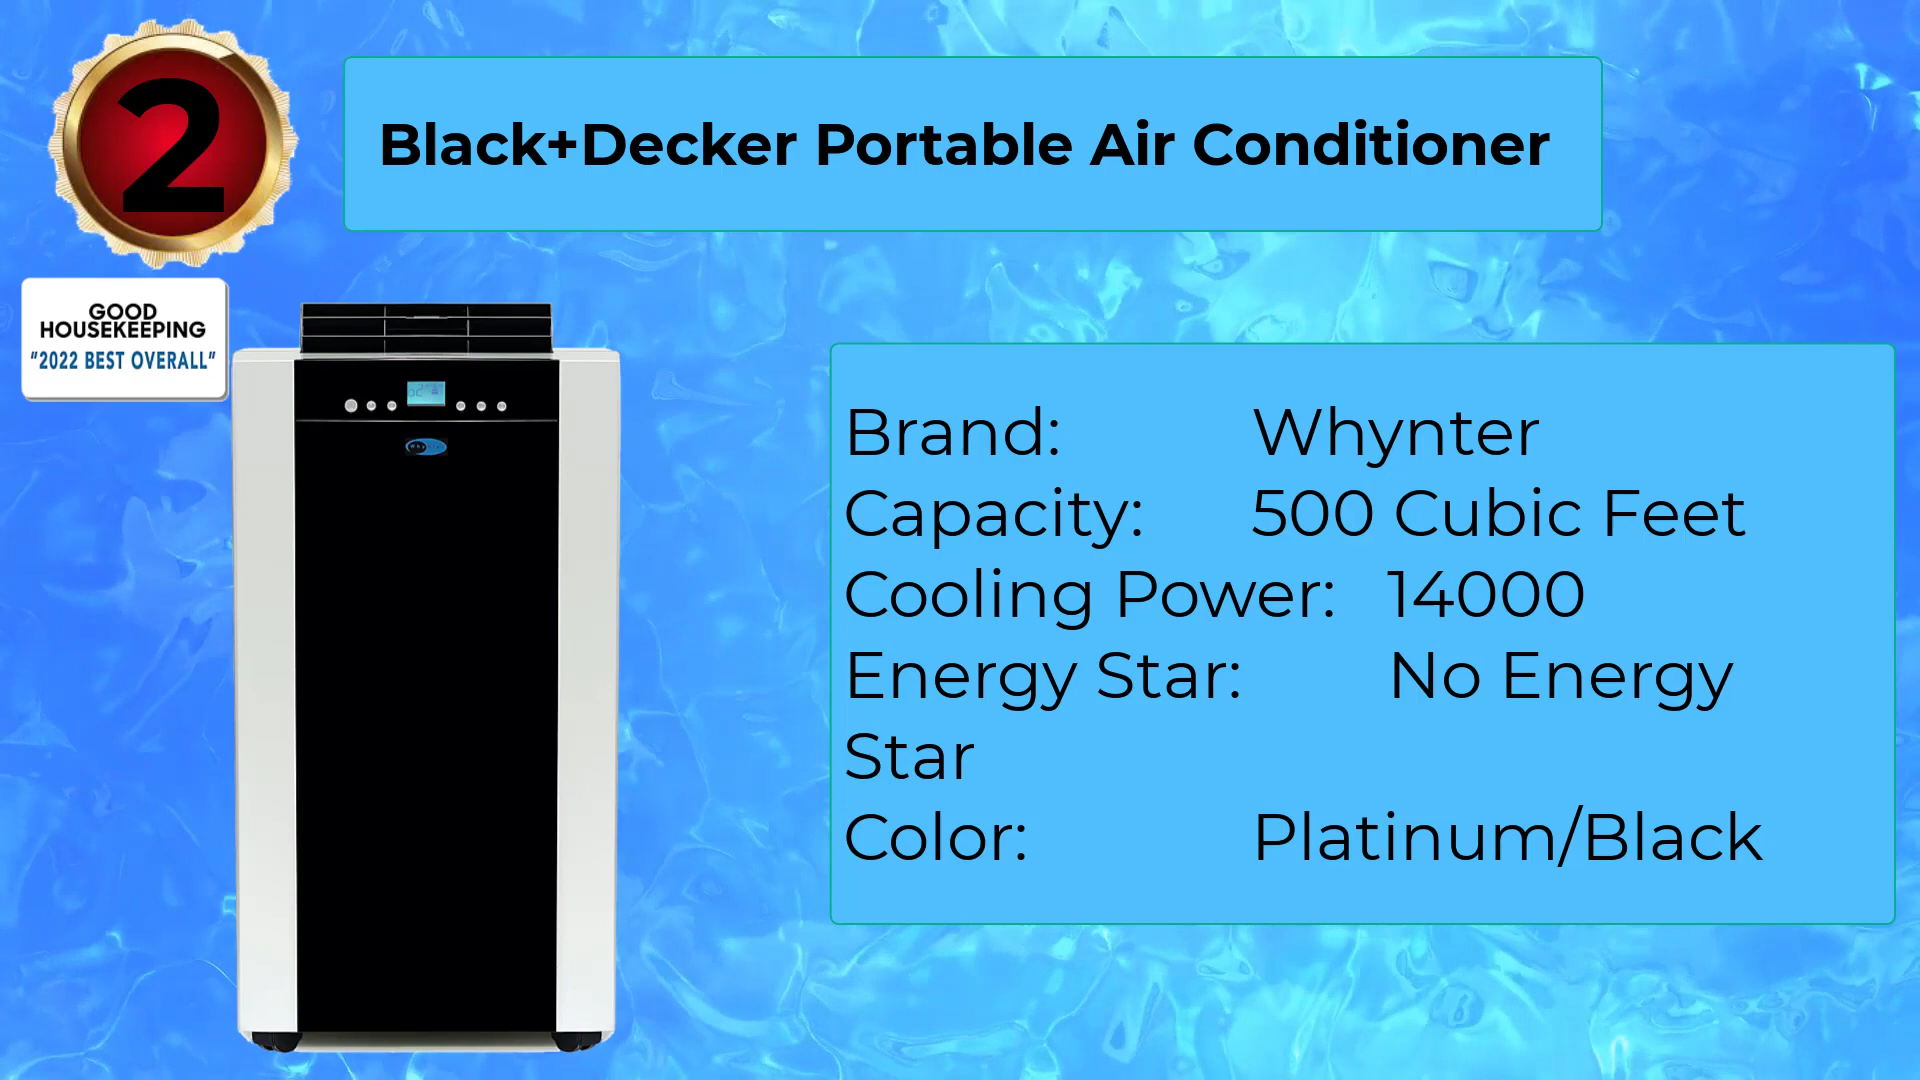 2
Black+Decker Portable Air Conditioner
GOOD
HOUSEKEEPING
“2022 BEST OVERALL”
Brand: Whynter
Capacity: 500 Cubic Feet
Cooling Power: 14000
Energy Star: No Energy
Star
Color: Platinum/Black